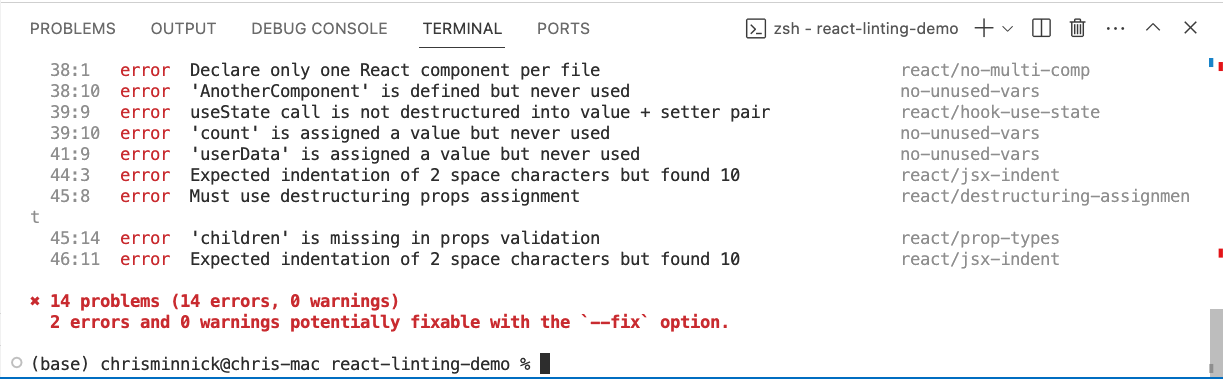 PROBLEMS OUTPUT DEBUG CONSOLE TERMINAL PORTS zsh - react-linting-demo
38:1 error Declare only one React component per file react/no-multi-comp
38:10 error 'AnotherComponent' is defined but never used no-unused-vars
39:9 error useState call is not destructured into value + setter pair react/hook-use-state
39:10 error 'count' is assigned a value but never used no-unused-vars
41:9 error 'userData' is assigned a value but never used no-unused-vars
44:3 error Expected indentation of 2 space characters but found 10 react/jsx-indent
45:8 error Must use destructuring props assignment react/destructuring-assignmen
t
45:14 error 'children' is missing in props validation react/prop-types
46:11 error Expected indentation of 2 space characters but found 10 react/jsx-indent
✖ 14 problems (14 errors, 0 warnings)
2 errors and 0 warnings potentially fixable with the `--fix` option.
(base) chrisminnick@chris-mac react-linting-demo %